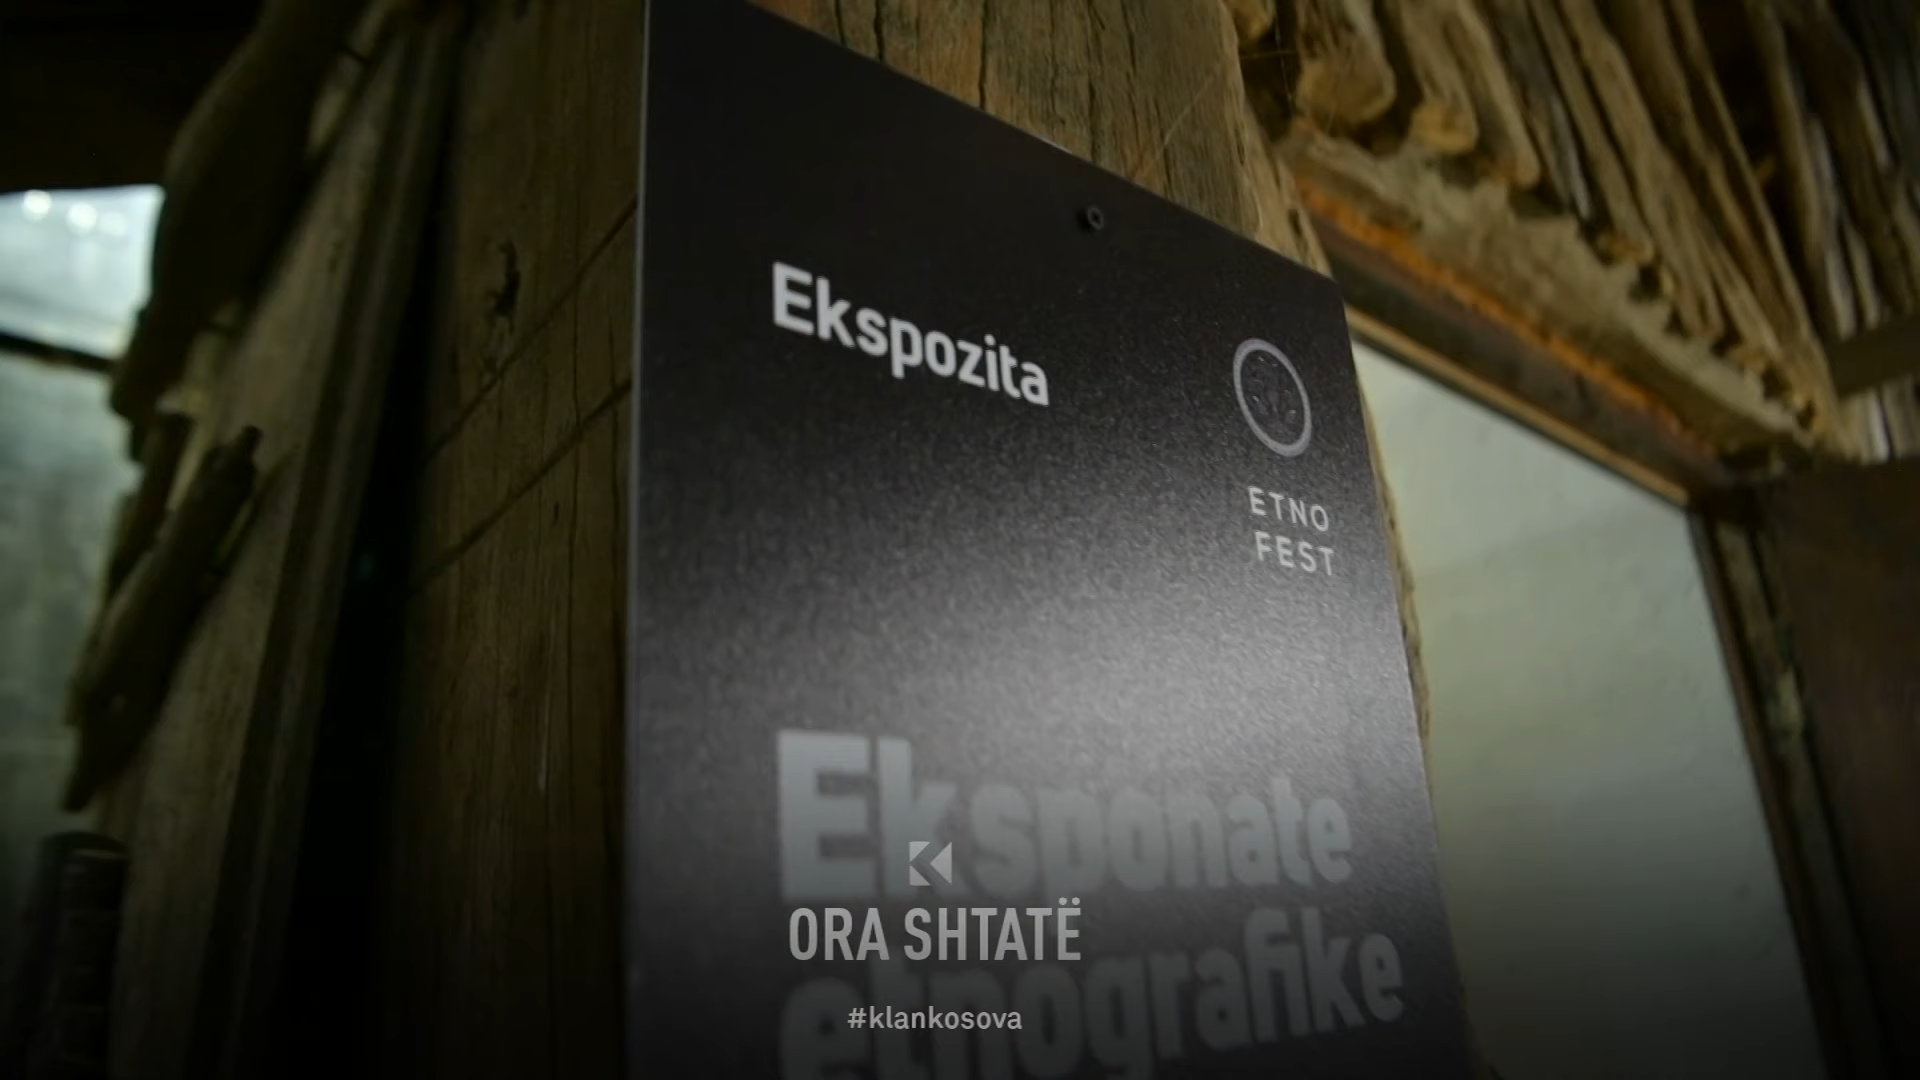 Ekspozita
ETNO
FEST
Eksponate
etnografike
ORA SHTATË
#klankosova